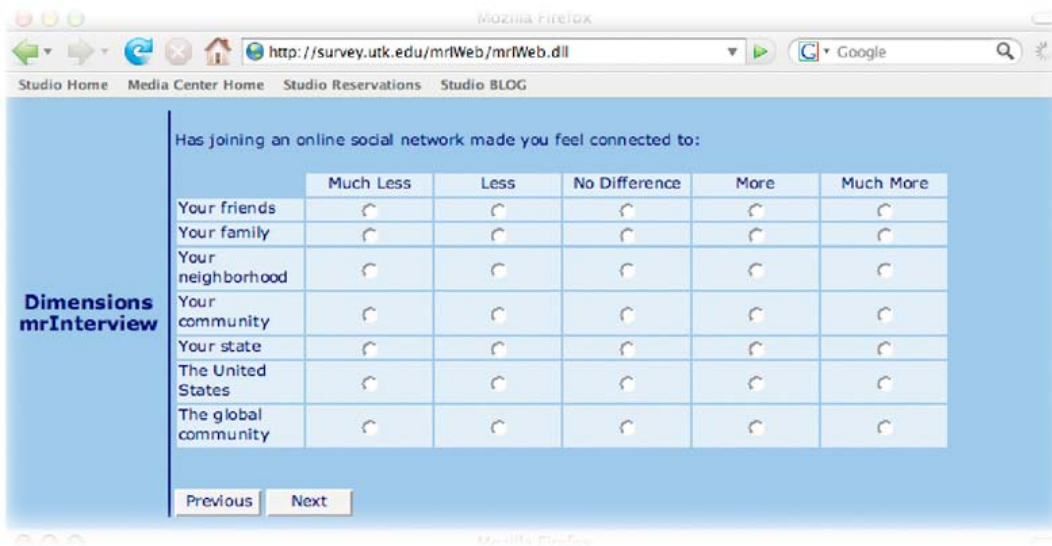 Mozilla Firefox
http://survey.utk.edu/mrIWeb/mrIWeb.dll
Google
Studio Home Media Center Home Studio Reservations Studio BLOG
Has joining an online social network made you feel connected to:
Much Less Less No Difference More Much More
Your friends
Your family
Your
neighborhood
Your
community
Your state
The United
States
The global
community
Dimensions
mrInterview
Previous Next
Mozilla Firefox